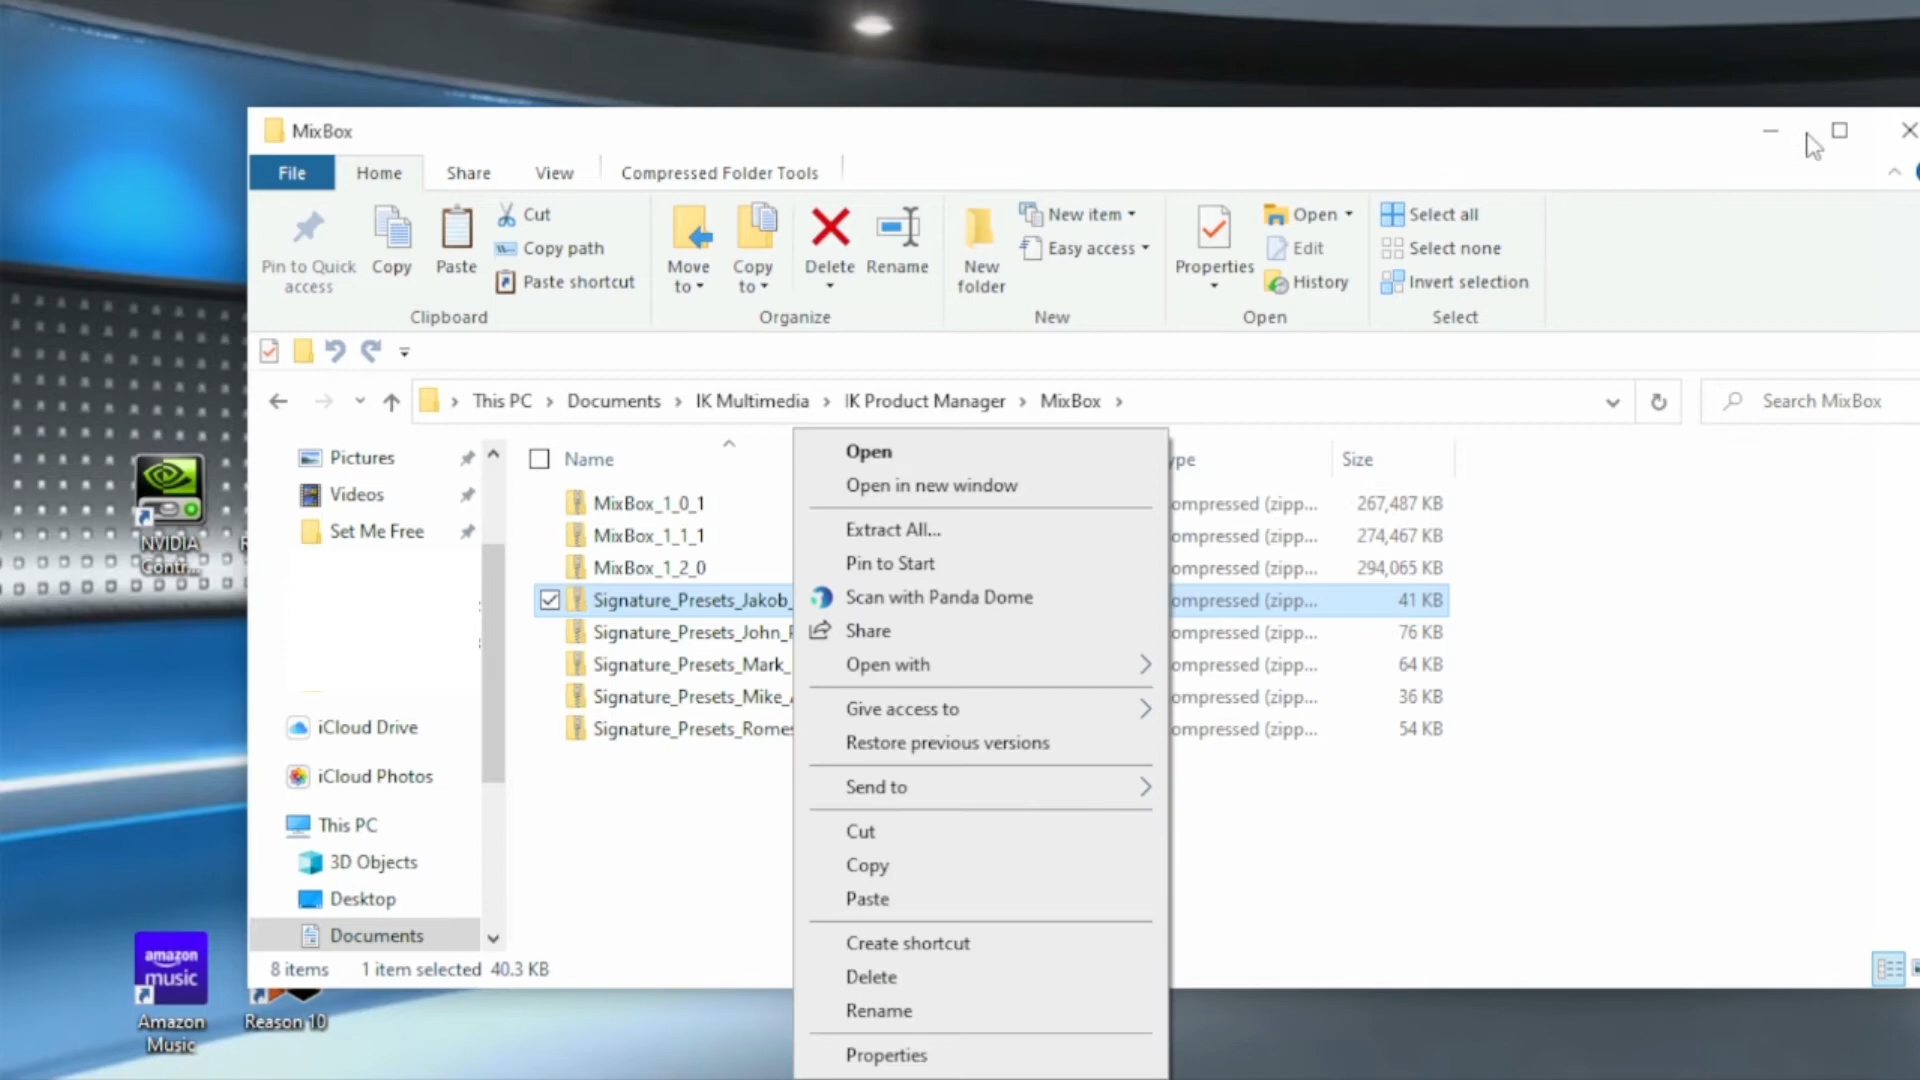 MixBox
File Home Share View Compressed Folder Tools
Pin to Quick access
Copy
Paste
Cut
Copy path
Paste shortcut
Clipboard
Move to
Copy to
Delete
Rename
Organize
New folder
New item
Easy access
New
Properties
Open
Edit
History
Open
Select all
Select none
Invert selection
Select
This PC > Documents > IK Multimedia > IK Product Manager > MixBox >
Search MixBox
Pictures
Videos
Set Me Free
iCloud Drive
iCloud Photos
This PC
3D Objects
Desktop
Documents
Name ype Size
MixBox_1_0_1 ompressed (zipp... 267,487 KB
MixBox_1_1_1 ompressed (zipp... 274,467 KB
MixBox_1_2_0 ompressed (zipp... 294,065 KB
Signature_Presets_Jakob_ ompressed (zipp... 41 KB
Signature_Presets_John_ ompressed (zipp... 76 KB
Signature_Presets_Mark_ ompressed (zipp... 64 KB
Signature_Presets_Mike_ ompressed (zipp... 36 KB
Signature_Presets_Rome ompressed (zipp... 54 KB
Open
Open in new window
Extract All...
Pin to Start
Scan with Panda Dome
Share
Open with
Give access to
Restore previous versions
Send to
Cut
Copy
Paste
Create shortcut
Delete
Rename
Properties
8 items 1 item selected 40.3 KB
NVIDIA
Contr...
amazon
music
Amazon
Music
Reason 10